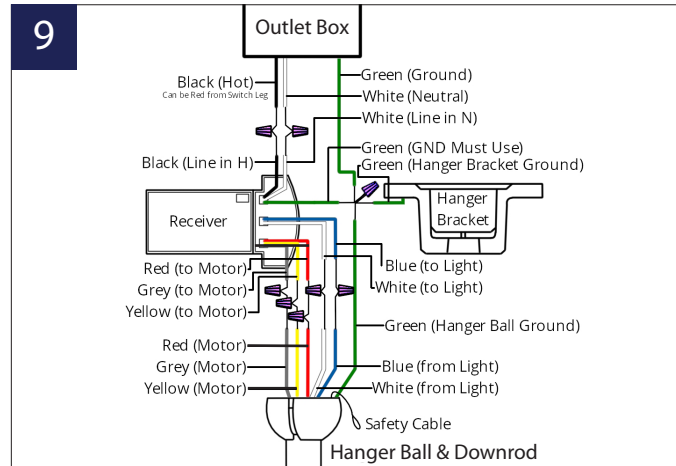 9
Outlet Box
Black (Hot)
Can be Red from Switch Leg
Green (Ground)
White (Neutral)
White (Line in N)
Green (GND Must Use)
Black (Line in H)
Green (Hanger Bracket Ground)
Receiver
Hanger
Bracket
Red (to Motor)
Blue (to Light)
Grey (to Motor)
White (to Light)
Yellow (to Motor)
Green (Hanger Ball Ground)
Red (Motor)
Grey (Motor)
Blue (from Light)
Yellow (Motor)
White (from Light)
Safety Cable
Hanger Ball & Downrod